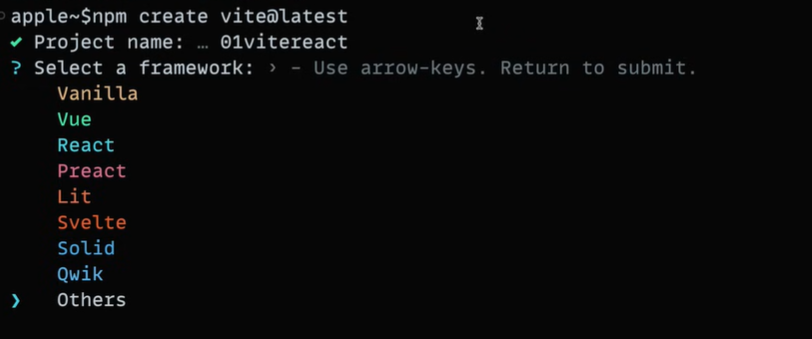 apple~$npm create vite@latest
✔ Project name: … 01vitereact
? Select a framework: › - Use arrow-keys. Return to submit.
Vanilla
Vue
React
Preact
Lit
Svelte
Solid
Qwik
❯ Others